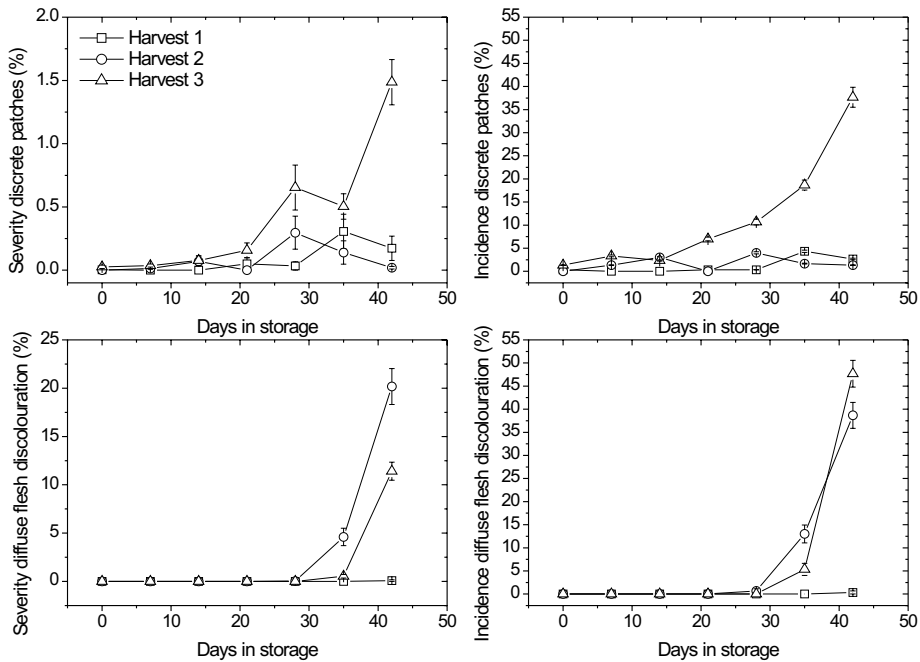 Severity discrete patches (%)
2.0
1.5
1.0
0.5
0.0
Harvest 1
Harvest 2
Harvest 3
0 10 20 30 40 50
Days in storage
Incidence discrete patches (%)
55
50
45
40
35
30
25
20
15
10
5
0
0 10 20 30 40 50
Days in storage
Severity diffuse flesh discolouration (%)
25
20
15
10
5
0
0 10 20 30 40 50
Days in storage
Incidence diffuse flesh discolouration (%)
55
50
45
40
35
30
25
20
15
10
5
0
0 10 20 30 40 50
Days in storage